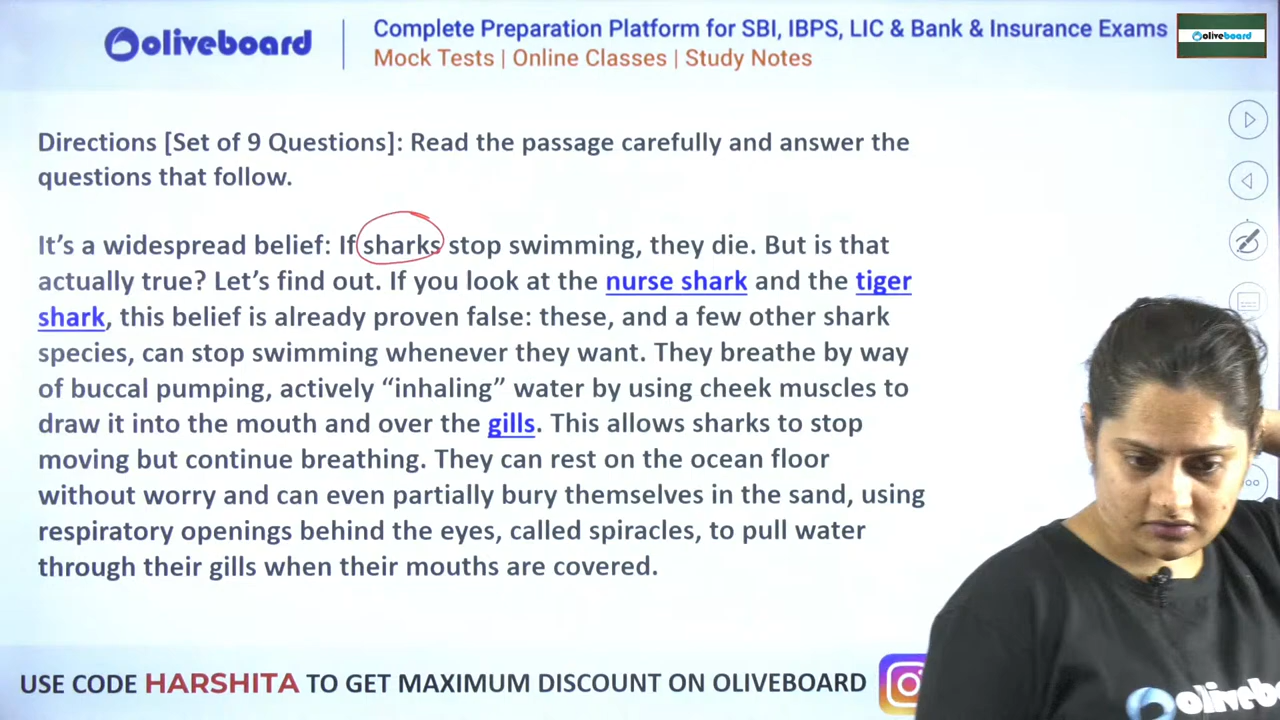 oliveboard
Complete Preparation Platform for SBI, IBPS, LIC & Bank & Insurance Exams
Mock Tests | Online Classes | Study Notes
oliveboard
Directions [Set of 9 Questions]: Read the passage carefully and answer the
questions that follow.
It’s a widespread belief: If sharks stop swimming, they die. But is that
actually true? Let’s find out. If you look at the nurse shark and the tiger
shark, this belief is already proven false: these, and a few other shark
species, can stop swimming whenever they want. They breathe by way
of buccal pumping, actively “inhaling” water by using cheek muscles to
draw it into the mouth and over the gills. This allows sharks to stop
moving but continue breathing. They can rest on the ocean floor
without worry and can even partially bury themselves in the sand, using
respiratory openings behind the eyes, called spiracles, to pull water
through their gills when their mouths are covered.
USE CODE HARSHITA TO GET MAXIMUM DISCOUNT ON OLIVEBOARD
oliveb